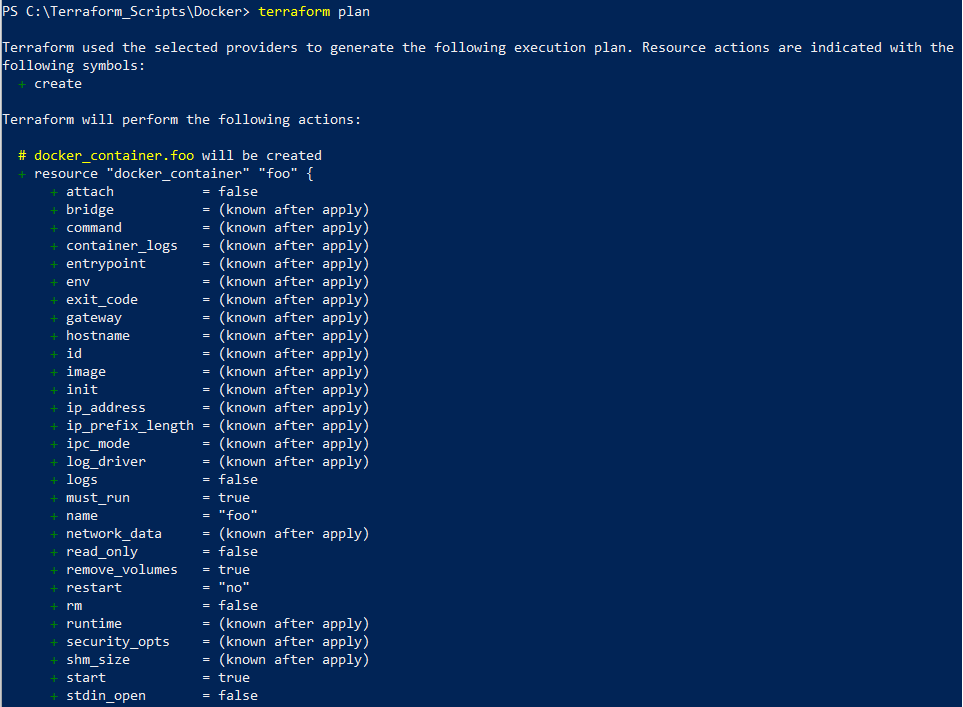 PS C:\Terraform_Scripts\Docker> terraform plan
Terraform used the selected providers to generate the following execution plan. Resource actions are indicated with the
following symbols:
+ create
Terraform will perform the following actions:
# docker_container.foo will be created
+ resource "docker_container" "foo" {
+ attach = false
+ bridge = (known after apply)
+ command = (known after apply)
+ container_logs = (known after apply)
+ entrypoint = (known after apply)
+ env = (known after apply)
+ exit_code = (known after apply)
+ gateway = (known after apply)
+ hostname = (known after apply)
+ id = (known after apply)
+ image = (known after apply)
+ init = (known after apply)
+ ip_address = (known after apply)
+ ip_prefix_length = (known after apply)
+ ipc_mode = (known after apply)
+ log_driver = (known after apply)
+ logs = false
+ must_run = true
+ name = "foo"
+ network_data = (known after apply)
+ read_only = false
+ remove_volumes = true
+ restart = "no"
+ rm = false
+ runtime = (known after apply)
+ security_opts = (known after apply)
+ shm_size = (known after apply)
+ start = true
+ stdin_open = false